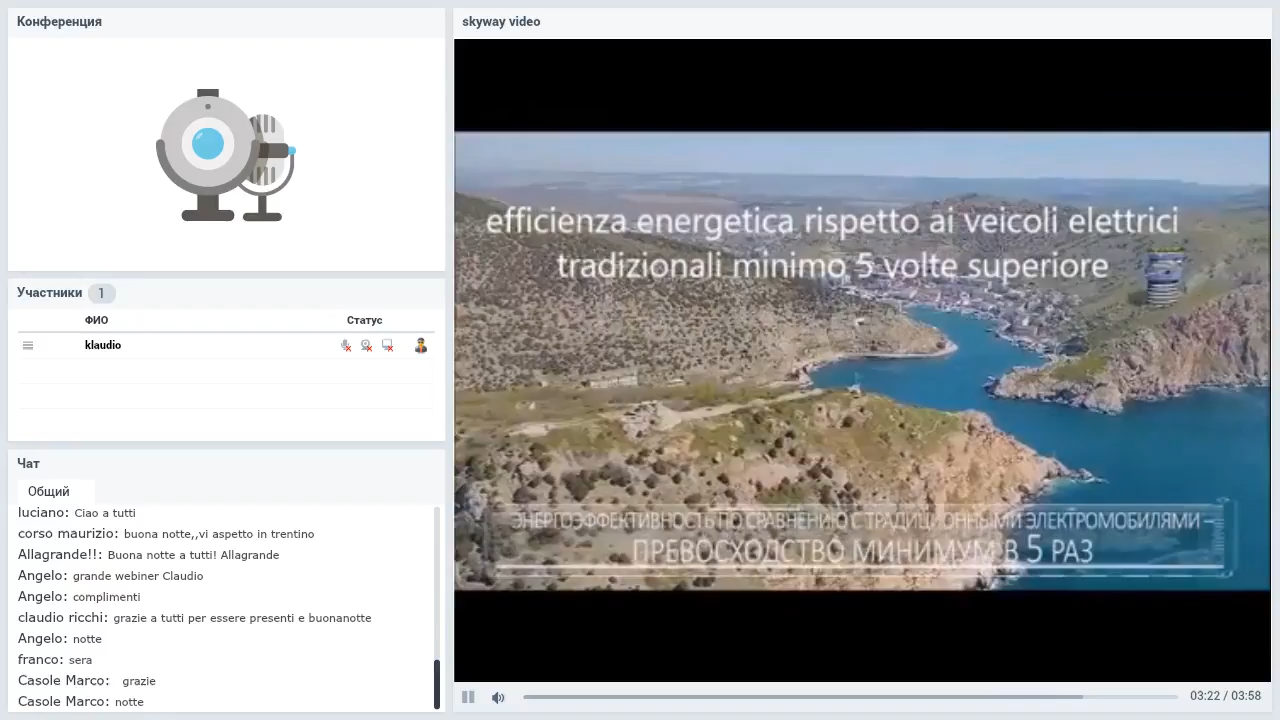 Конференция
skyway video
efficienza energetica rispetto ai veicoli elettrici
tradizionali minimo 5 volte superiore
ЭНЕРГОЭФФЕКТИВНОСТЬ ПО СРАВНЕНИЮ С ТРАДИЦИОННЫМИ ЭЛЕКТРОМОБИЛЯМИ –
ПРЕВОСХОДСТВО МИНИМУМ В 5 РАЗ
03:22 / 03:58
Участники 1
ФИО Статус
klaudio
Чат
Общий
luciano: Ciao a tutti
corso maurizio: buona notte,,vi aspetto in trentino
Allagrande!!: Buona notte a tutti! Allagrande
Angelo: grande webiner Claudio
Angelo: complimenti
claudio ricchi: grazie a tutti per essere presenti e buonanotte
Angelo: notte
franco: sera
Casole Marco: grazie
Casole Marco: notte